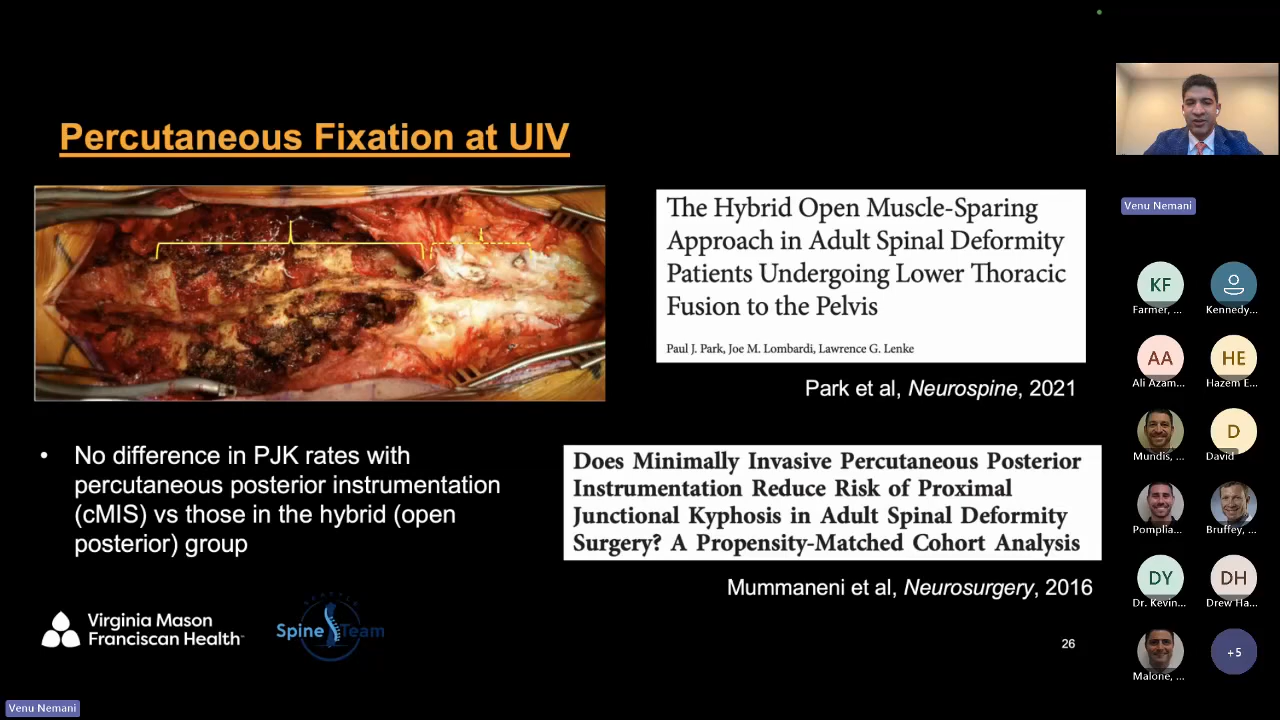 Percutaneous Fixation at UIV
The Hybrid Open Muscle-Sparing
Approach in Adult Spinal Deformity
Patients Undergoing Lower Thoracic
Fusion to the Pelvis
Paul J. Park, Joe M. Lombardi, Lawrence G. Lenke
Park et al, Neurospine, 2021
• No difference in PJK rates with
percutaneous posterior instrumentation
(cMIS) vs those in the hybrid (open
posterior) group
Does Minimally Invasive Percutaneous Posterior
Instrumentation Reduce Risk of Proximal
Junctional Kyphosis in Adult Spinal Deformity
Surgery? A Propensity-Matched Cohort Analysis
Mummaneni et al, Neurosurgery, 2016
Virginia Mason
Franciscan Health
SEATTLE
Spine Team
26
Venu Nemani
Venu Nemani
KF
Farmer, ...
Kennedy...
AA
Ali Azam...
HE
Hazem E...
Mundis, ...
D
David
Pomplia...
Bruffey, ...
DY
Dr. Kevin...
DH
Drew Ha...
Malone, ...
+5